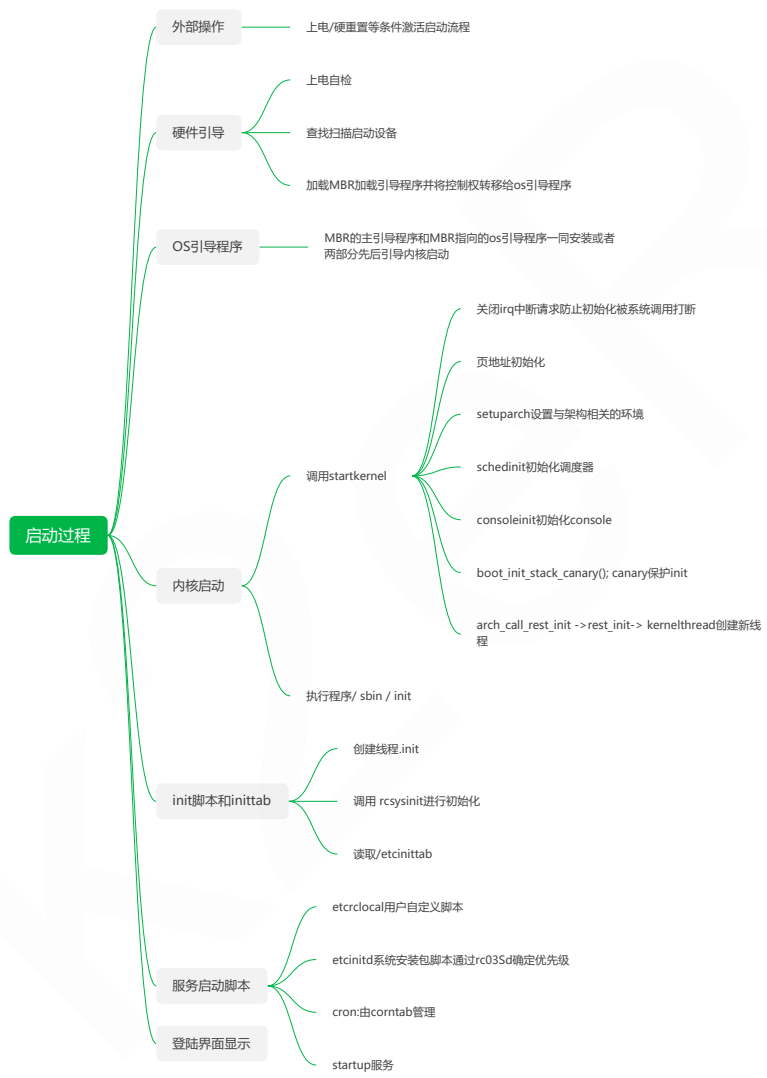 启动过程
外部操作
上电/硬重置等条件激活启动流程
硬件引导
上电自检
查找扫描启动设备
加载MBR加载引导程序并将控制权转移给os引导程序
OS引导程序
MBR的主引导程序和MBR指向的os引导程序一同安装或者
两部分先后引导内核启动
内核启动
调用startkernel
关闭irq中断请求防止初始化被系统调用打断
页地址初始化
setuparch设置与架构相关的环境
schedinit初始化调度器
consoleinit初始化console
boot_init_stack_canary(); canary保护init
arch_call_rest_init ->rest_init-> kernelthread创建新线
程
执行程序/ sbin / init
init脚本和inittab
创建线程.init
调用 rcsysinit进行初始化
读取/etcinittab
服务启动脚本
etcrclocal用户自定义脚本
etcinitd系统安装包脚本通过rc03Sd确定优先级
cron:由corntab管理
startup服务
登陆界面显示